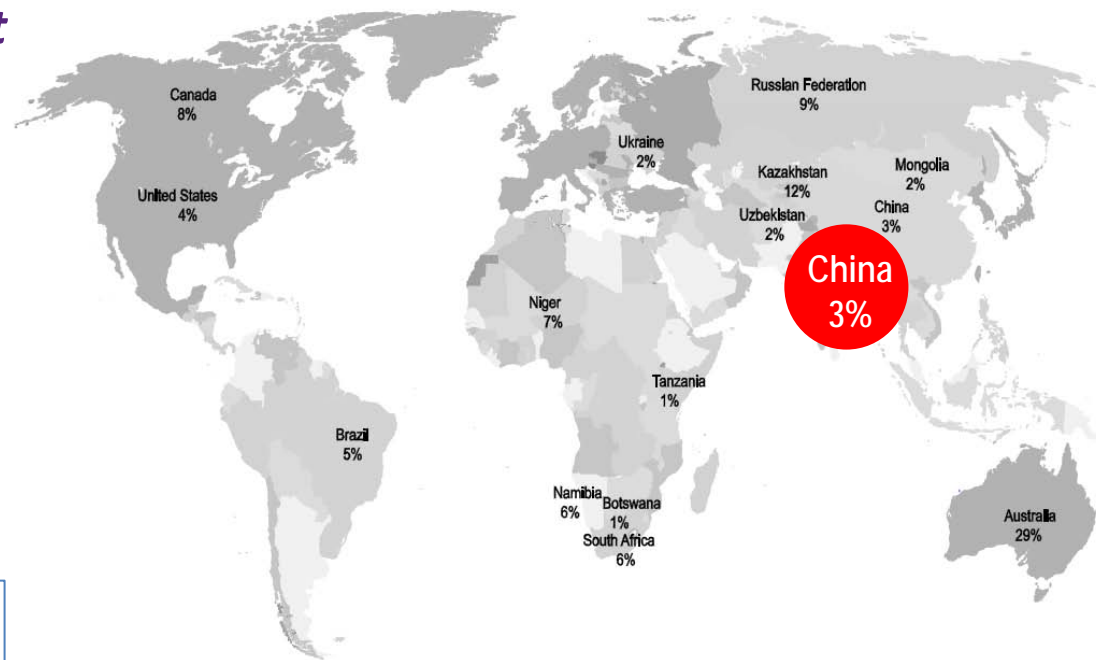 t
Canada
8%
United States
4%
Brazil
5%
Russian Federation
9%
Ukraine
2%
Kazakhstan
12%
Mongolia
2%
Uzbekistan
2%
China
3%
China
3%
Niger
7%
Tanzania
1%
Namibia
6%
Botswana
1%
South Africa
6%
Australia
29%